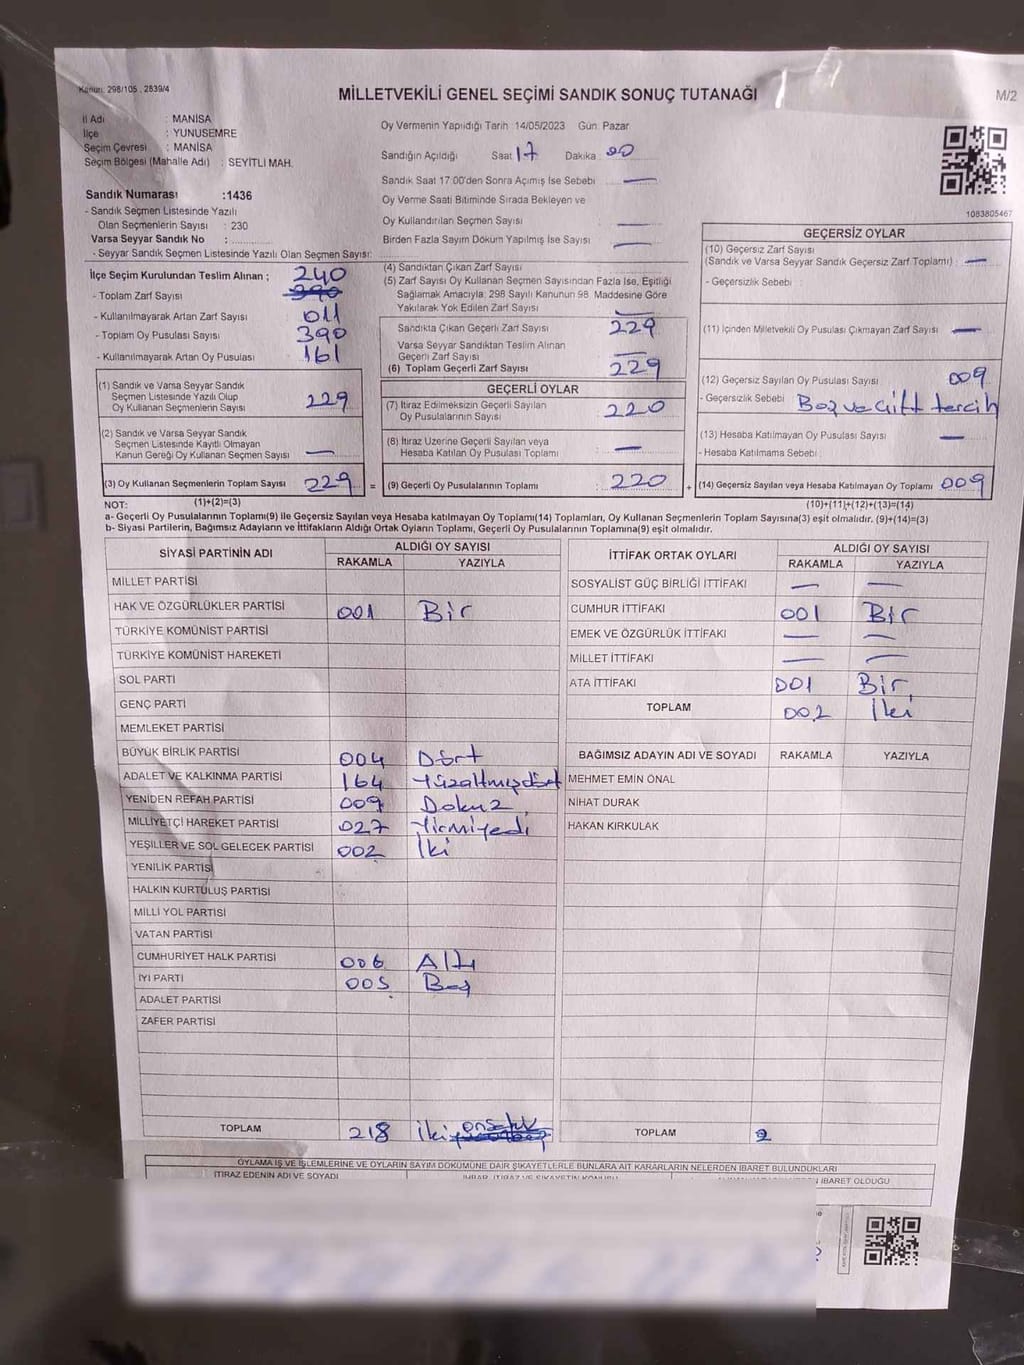 Kanun: 298/105 , 2839/4
MİLLETVEKİLİ GENEL SEÇİMİ SANDIK SONUÇ TUTANAĞI
M/2
İl Adı : MANİSA
İlçe : YUNUSEMRE
Seçim Çevresi : MANİSA
Seçim Bölgesi (Mahalle Adı) : SEYİTLİ MAH.
Sandık Numarası :1436
- Sandık Seçmen Listesinde Yazılı
Olan Seçmenlerin Sayısı : 230
Varsa Seyyar Sandık No :
- Seyyar Sandık Seçmen Listesinde Yazılı Olan Seçmen Sayısı:
Oy Vermenin Yapıldığı Tarih :14/05/2023 Gün: Pazar
Sandığın Açıldığı Saat 17 Dakika 00
Sandık Saat 17:00'den Sonra Açılmış İse Sebebi —
Oy Verme Saati Bitiminde Sırada Bekleyen ve
Oy Kullandırılan Seçmen Sayısı —
Birden Fazla Sayım Döküm Yapılmış İse Sayısı —
1083805467
İlçe Seçim Kurulundan Teslim Alınan ; 240
- Toplam Zarf Sayısı
- Kullanılmayarak Artan Zarf Sayısı 011
- Toplam Oy Pusulası Sayısı 390
- Kullanılmayarak Artan Oy Pusulası 161
(1) Sandık ve Varsa Seyyar Sandık
Seçmen Listesinde Yazılı Olup
Oy Kullanan Seçmenlerin Sayısı 229
(2) Sandık ve Varsa Seyyar Sandık
Seçmen Listesinde Kayıtlı Olmayan
Kanun Gereği Oy Kullanan Seçmen Sayısı —
(3) Oy Kullanan Seçmenlerin Toplam Sayısı 229 =
(4) Sandıktan Çıkan Zarf Sayısı
(5) Zarf Sayısı Oy Kullanan Seçmen Sayısından Fazla İse, Eşitliği
Sağlamak Amacıyla; 298 Sayılı Kanunun 98. Maddesine Göre
Yakılarak Yok Edilen Zarf Sayısı —
Sandıkta Çıkan Geçerli Zarf Sayısı 229
Varsa Seyyar Sandıktan Teslim Alınan
Geçerli Zarf Sayısı —
(6) Toplam Geçerli Zarf Sayısı 229
GEÇERLİ OYLAR
(7) İtiraz Edilmeksizin Geçerli Sayılan
Oy Pusulalarının Sayısı 220
(8) İtiraz Üzerine Geçerli Sayılan veya
Hesaba Katılan Oy Pusulası Toplamı —
(9) Geçerli Oy Pusulalarının Toplamı : 220 +
GEÇERSİZ OYLAR
(10) Geçersiz Zarf Sayısı
(Sandık ve Varsa Seyyar Sandık Geçersiz Zarf Toplamı) : —
- Geçersizlik Sebebi :
(11) İçinden Milletvekili Oy Pusulası Çıkmayan Zarf Sayısı —
(12) Geçersiz Sayılan Oy Pusulası Sayısı 009
- Geçersizlik Sebebi Boş ve Çift tercih
(13) Hesaba Katılmayan Oy Pusulası Sayısı —
- Hesaba Katılmama Sebebi :
(14) Geçersiz Sayılan veya Hesaba Katılmayan Oy Toplamı 009
NOT: (1)+(2)=(3)
(10)+(11)+(12)+(13)=(14)
a- Geçerli Oy Pusulalarının Toplamı(9) ile Geçersiz Sayılan veya Hesaba katılmayan Oy Toplamı(14) Toplamları, Oy Kullanan Seçmenlerin Toplam Sayısına(3) eşit olmalıdır. (9)+(14)=(3)
b- Siyasi Partilerin, Bağımsız Adayların ve İttifakların Aldığı Ortak Oyların Toplamı, Geçerli Oy Pusulalarının Toplamına(9) eşit olmalıdır.
SİYASİ PARTİNİN ADI ALDIĞI OY SAYISI
RAKAMLA YAZIYLA
MİLLET PARTİSİ
HAK VE ÖZGÜRLÜKLER PARTİSİ 001 Bir
TÜRKİYE KOMÜNİST PARTİSİ
TÜRKİYE KOMÜNİST HAREKETİ
SOL PARTİ
GENÇ PARTİ
MEMLEKET PARTİSİ
BÜYÜK BİRLİK PARTİSİ 004 Dört
ADALET VE KALKINMA PARTİSİ 164 Yüzaltmışdört
YENİDEN REFAH PARTİSİ 009 Dokuz
MİLLİYETÇİ HAREKET PARTİSİ 027 Yirmiyedi
YEŞİLLER VE SOL GELECEK PARTİSİ 002 İki
YENİLİK PARTİSİ
HALKIN KURTULUŞ PARTİSİ
MİLLİ YOL PARTİSİ
VATAN PARTİSİ
CUMHURİYET HALK PARTİSİ 006 Altı
İYİ PARTİ 005 Beş
ADALET PARTİSİ
ZAFER PARTİSİ
TOPLAM 218 İkiyüz onsekiz
İTTİFAK ORTAK OYLARI ALDIĞI OY SAYISI
RAKAMLA YAZIYLA
SOSYALİST GÜÇ BİRLİĞİ İTTİFAKI — —
CUMHUR İTTİFAKI 001 Bir
EMEK VE ÖZGÜRLÜK İTTİFAKI — —
MİLLET İTTİFAKI — —
ATA İTTİFAKI 001 Bir
TOPLAM 002 İki
BAĞIMSIZ ADAYIN ADI VE SOYADI RAKAMLA YAZIYLA
MEHMET EMİN ÖNAL
NİHAT DURAK
HAKAN KIRKULAK
TOPLAM 2
OYLAMA İŞ VE İŞLEMLERİNE VE OYLARIN SAYIM DÖKÜMÜNE DAİR ŞİKAYETLERLE BUNLARA AİT KARARLARIN NELERDEN İBARET BULUNDUKLARI
İTİRAZ EDENİN ADI VE SOYADI İHBAR, İTİRAZ VE ŞİKAYETİN KONUSU İBARET OLDUĞU